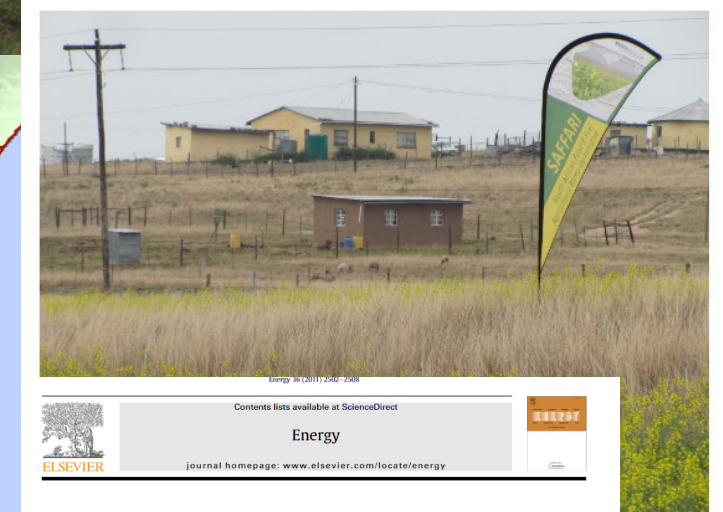 SAFFARI
Energy 36 (2011) 2502–2508
Contents lists available at ScienceDirect
Energy
journal homepage: www.elsevier.com/locate/energy
ELSEVIER